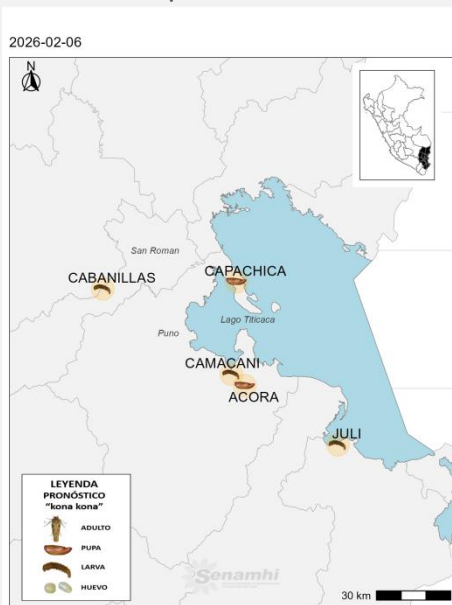 2026-02-06
N
San Roman
CABANILLAS
CAPACHICA
Lago Titicaca
Puno
CAMACANI
ACORA
JULI
LEYENDA
PRONÓSTICO
"kona kona"
ADULTO
PUPA
LARVA
HUEVO
Senamhi
30 km